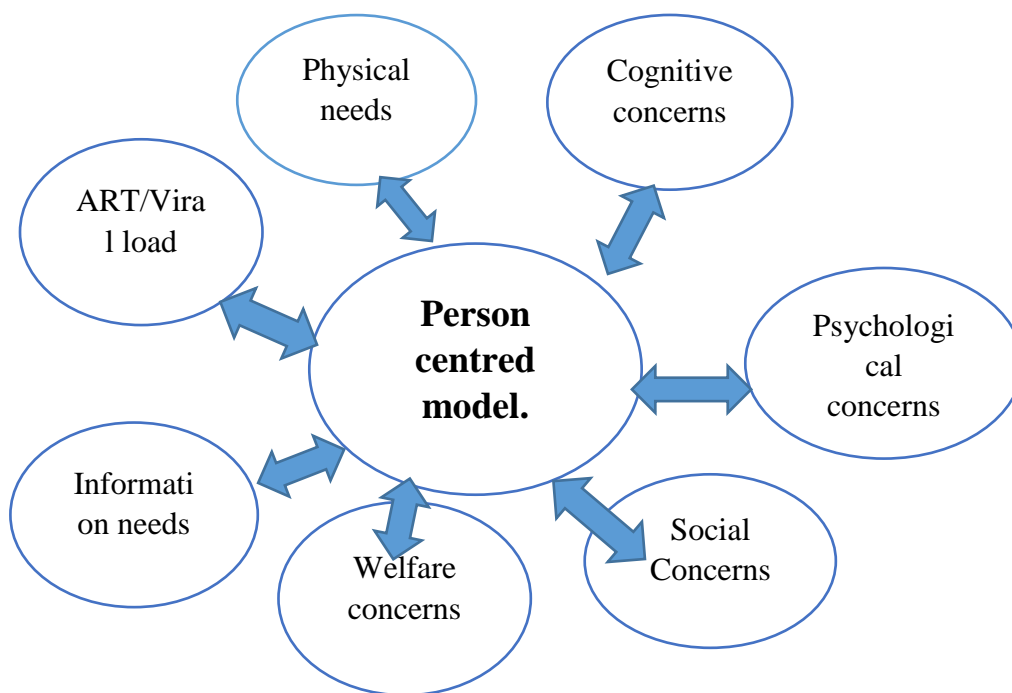 Physical
needs
Cognitive
concerns
ART/Vira
l load
Person
centred
model.
Psychologi
cal
concerns
Informati
on needs
Welfare
concerns
Social
Concerns